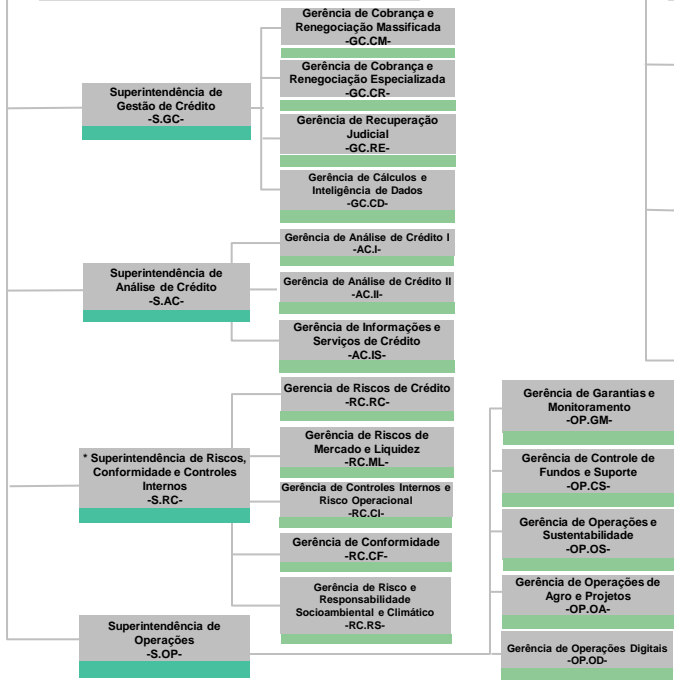 Superintendência de
Gestão de Crédito
-S.GC-
Gerência de Cobrança e
Renegociação Massificada
-GC.CM-
Gerência de Cobrança e
Renegociação Especializada
-GC.CR-
Gerência de Recuperação
Judicial
-GC.RE-
Gerência de Cálculos e
Inteligência de Dados
-GC.CD-
Superintendência de
Análise de Crédito
-S.AC-
Gerência de Análise de Crédito I
-AC.I-
Gerência de Análise de Crédito II
-AC.II-
Gerência de Informações e
Serviços de Crédito
-AC.IS-
* Superintendência de Riscos,
Conformidade e Controles
Internos
-S.RC-
Gerencia de Riscos de Crédito
-RC.RC-
Gerência de Riscos de
Mercado e Liquidez
-RC.ML-
Gerência de Controles Internos e
Risco Operacional
-RC.CI-
Gerência de Conformidade
-RC.CF-
Gerência de Risco e
Responsabilidade
Socioambiental e Climático
-RC.RS-
Superintendência de
Operações
-S.OP-
Gerência de Garantias e
Monitoramento
-OP.GM-
Gerência de Controle de
Fundos e Suporte
-OP.CS-
Gerência de Operações e
Sustentabilidade
-OP.OS-
Gerência de Operações de
Agro e Projetos
-OP.OA-
Gerência de Operações Digitais
-OP.OD-